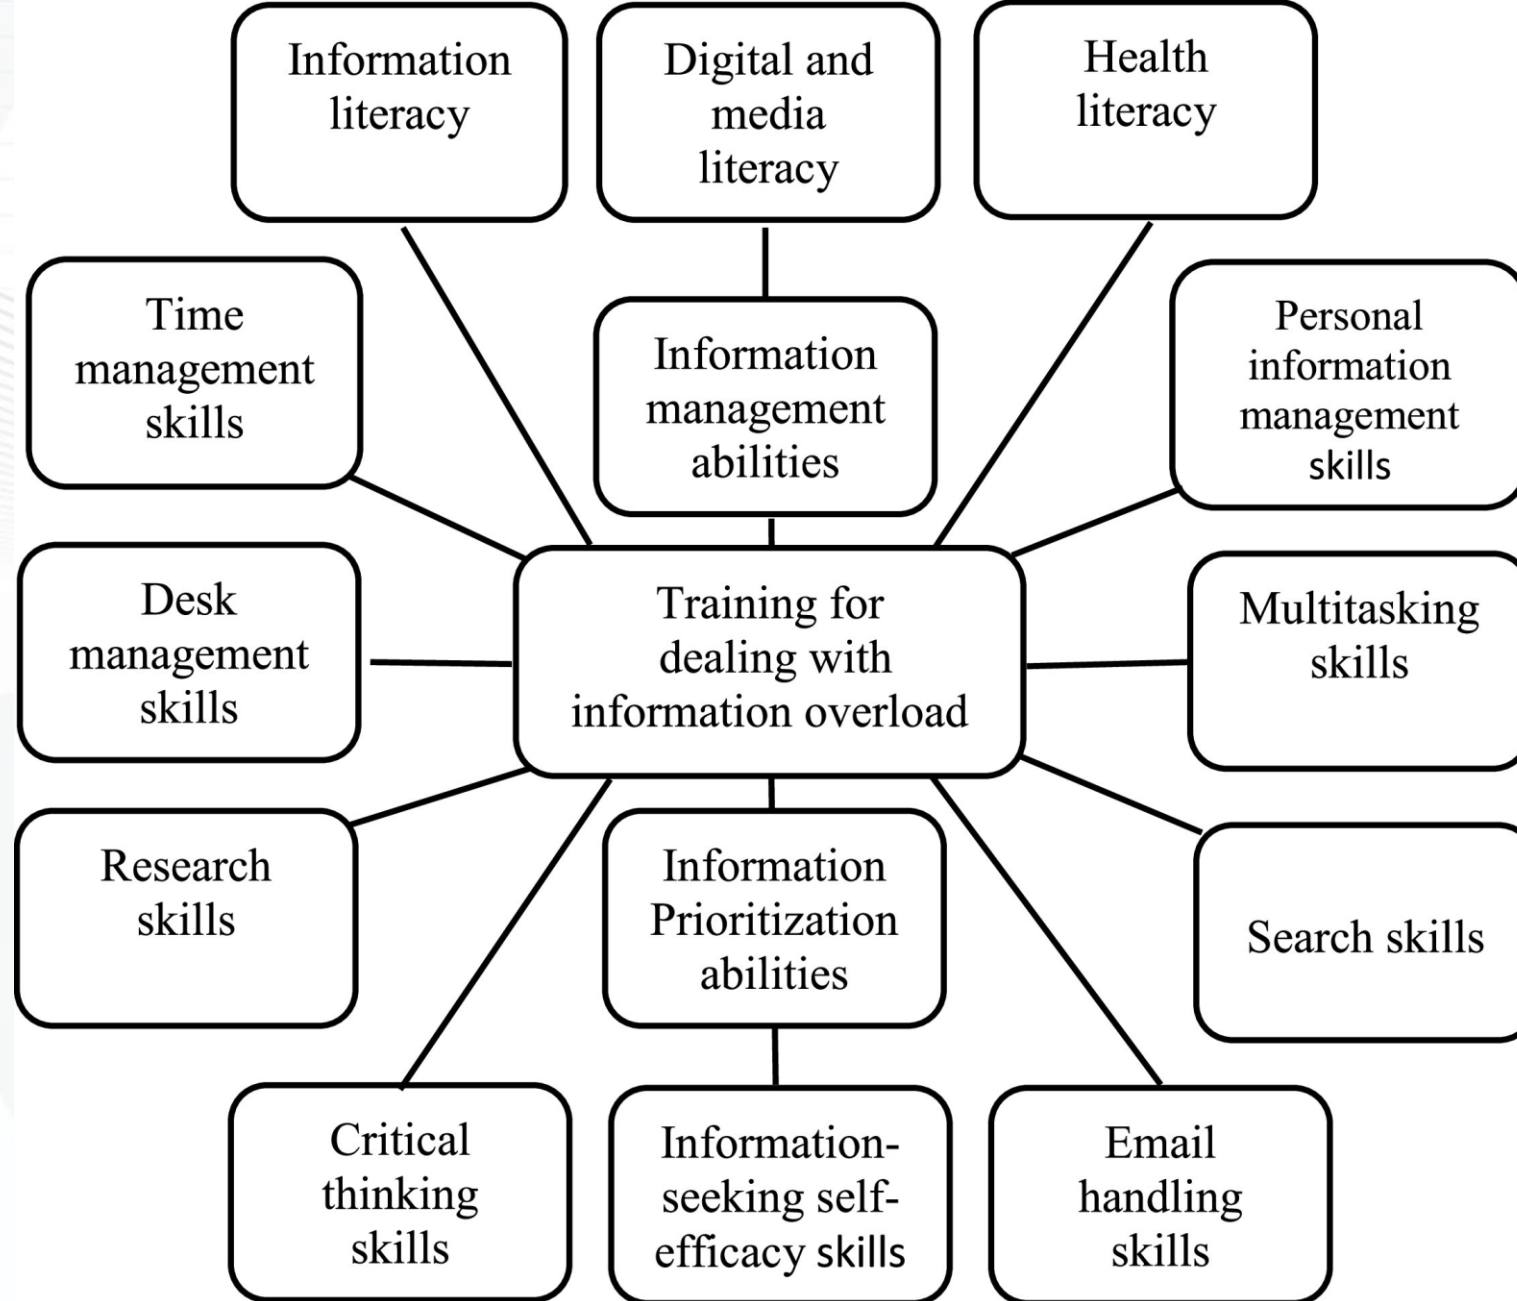 Information
literacy
Digital and
media
literacy
Health
literacy
Time
management
skills
Information
management
abilities
Personal
information
management
skills
Desk
management
skills
Training for
dealing with
information overload
Multitasking
skills
Research
skills
Information
Prioritization
abilities
Search skills
Critical
thinking
skills
Information-
seeking self-
efficacy skills
Email
handling
skills